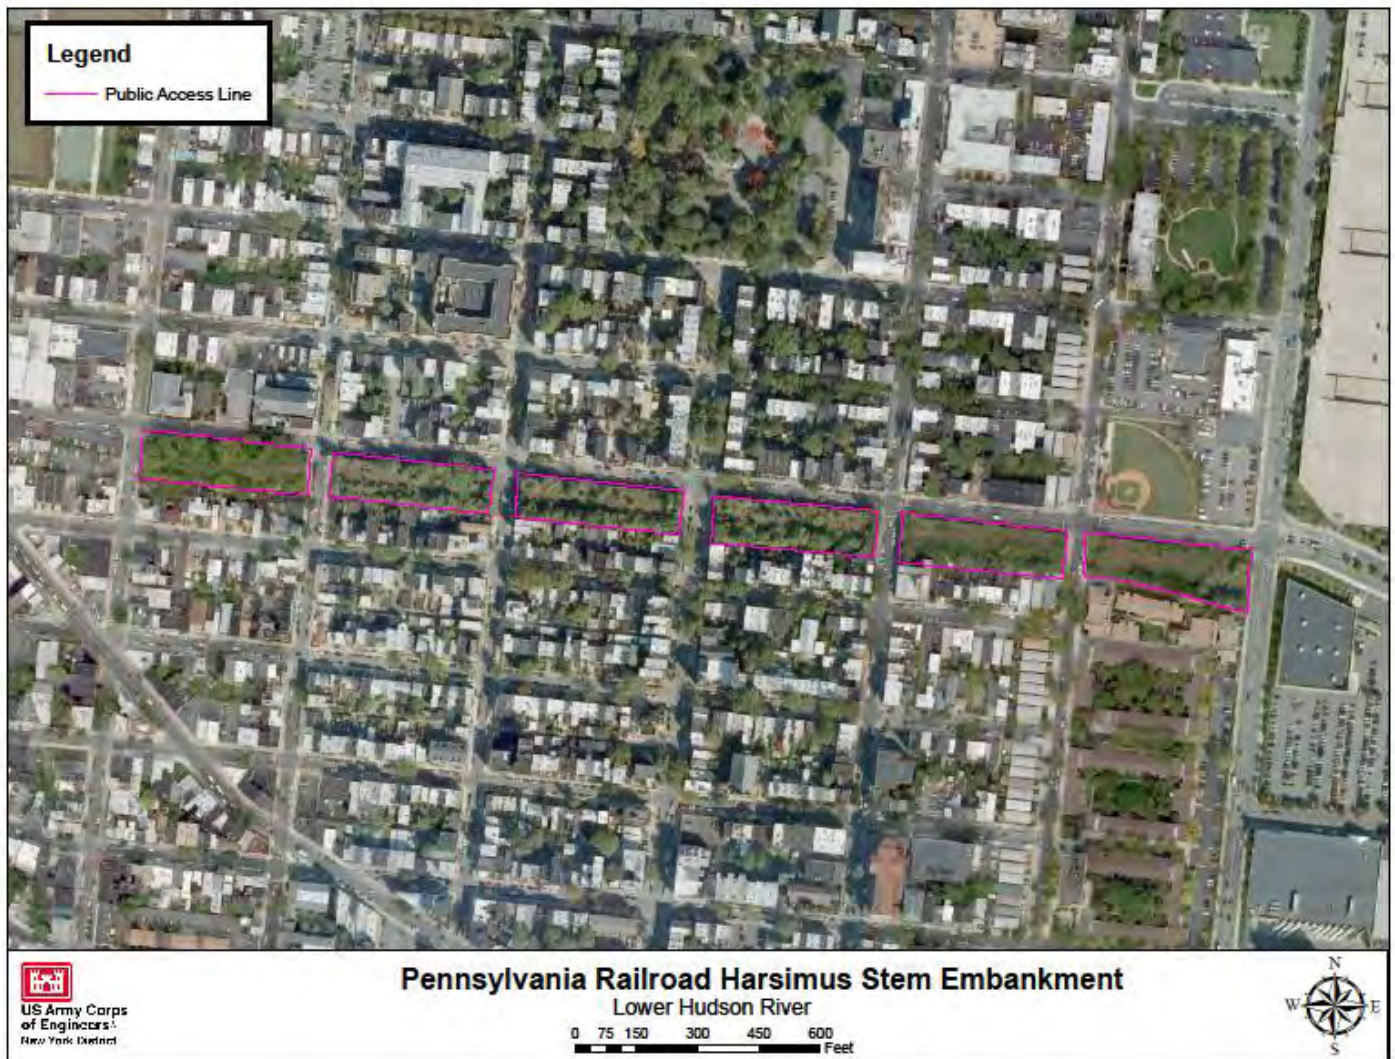 Legend
Public Access Line
US Army Corps
of Engineers
New York District
Pennsylvania Railroad Harsimus Stem Embankment
Lower Hudson River
0 75 150 300 450 600
Feet
N
W E
S